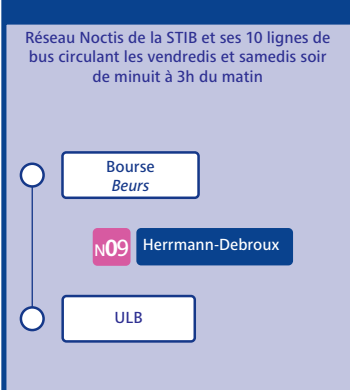 Réseau Noctis de la STIB et ses 10 lignes de
bus circulant les vendredis et samedis soir
de minuit à 3h du matin
Bourse
Beurs
N09 Herrmann-Debroux
ULB